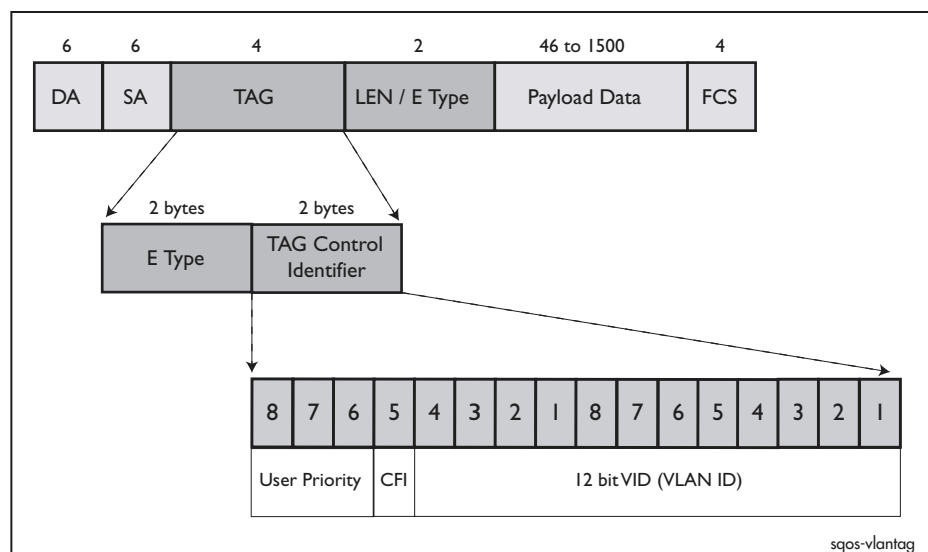 6 6 4 2 46 to 1500 4
DA SA TAG LEN / E Type Payload Data FCS
2 bytes 2 bytes
E Type TAG Control
Identifier
8 7 6 5 4 3 2 1 8 7 6 5 4 3 2 1
User Priority CFI 12 bit VID (VLAN ID)
sqos-vlantag